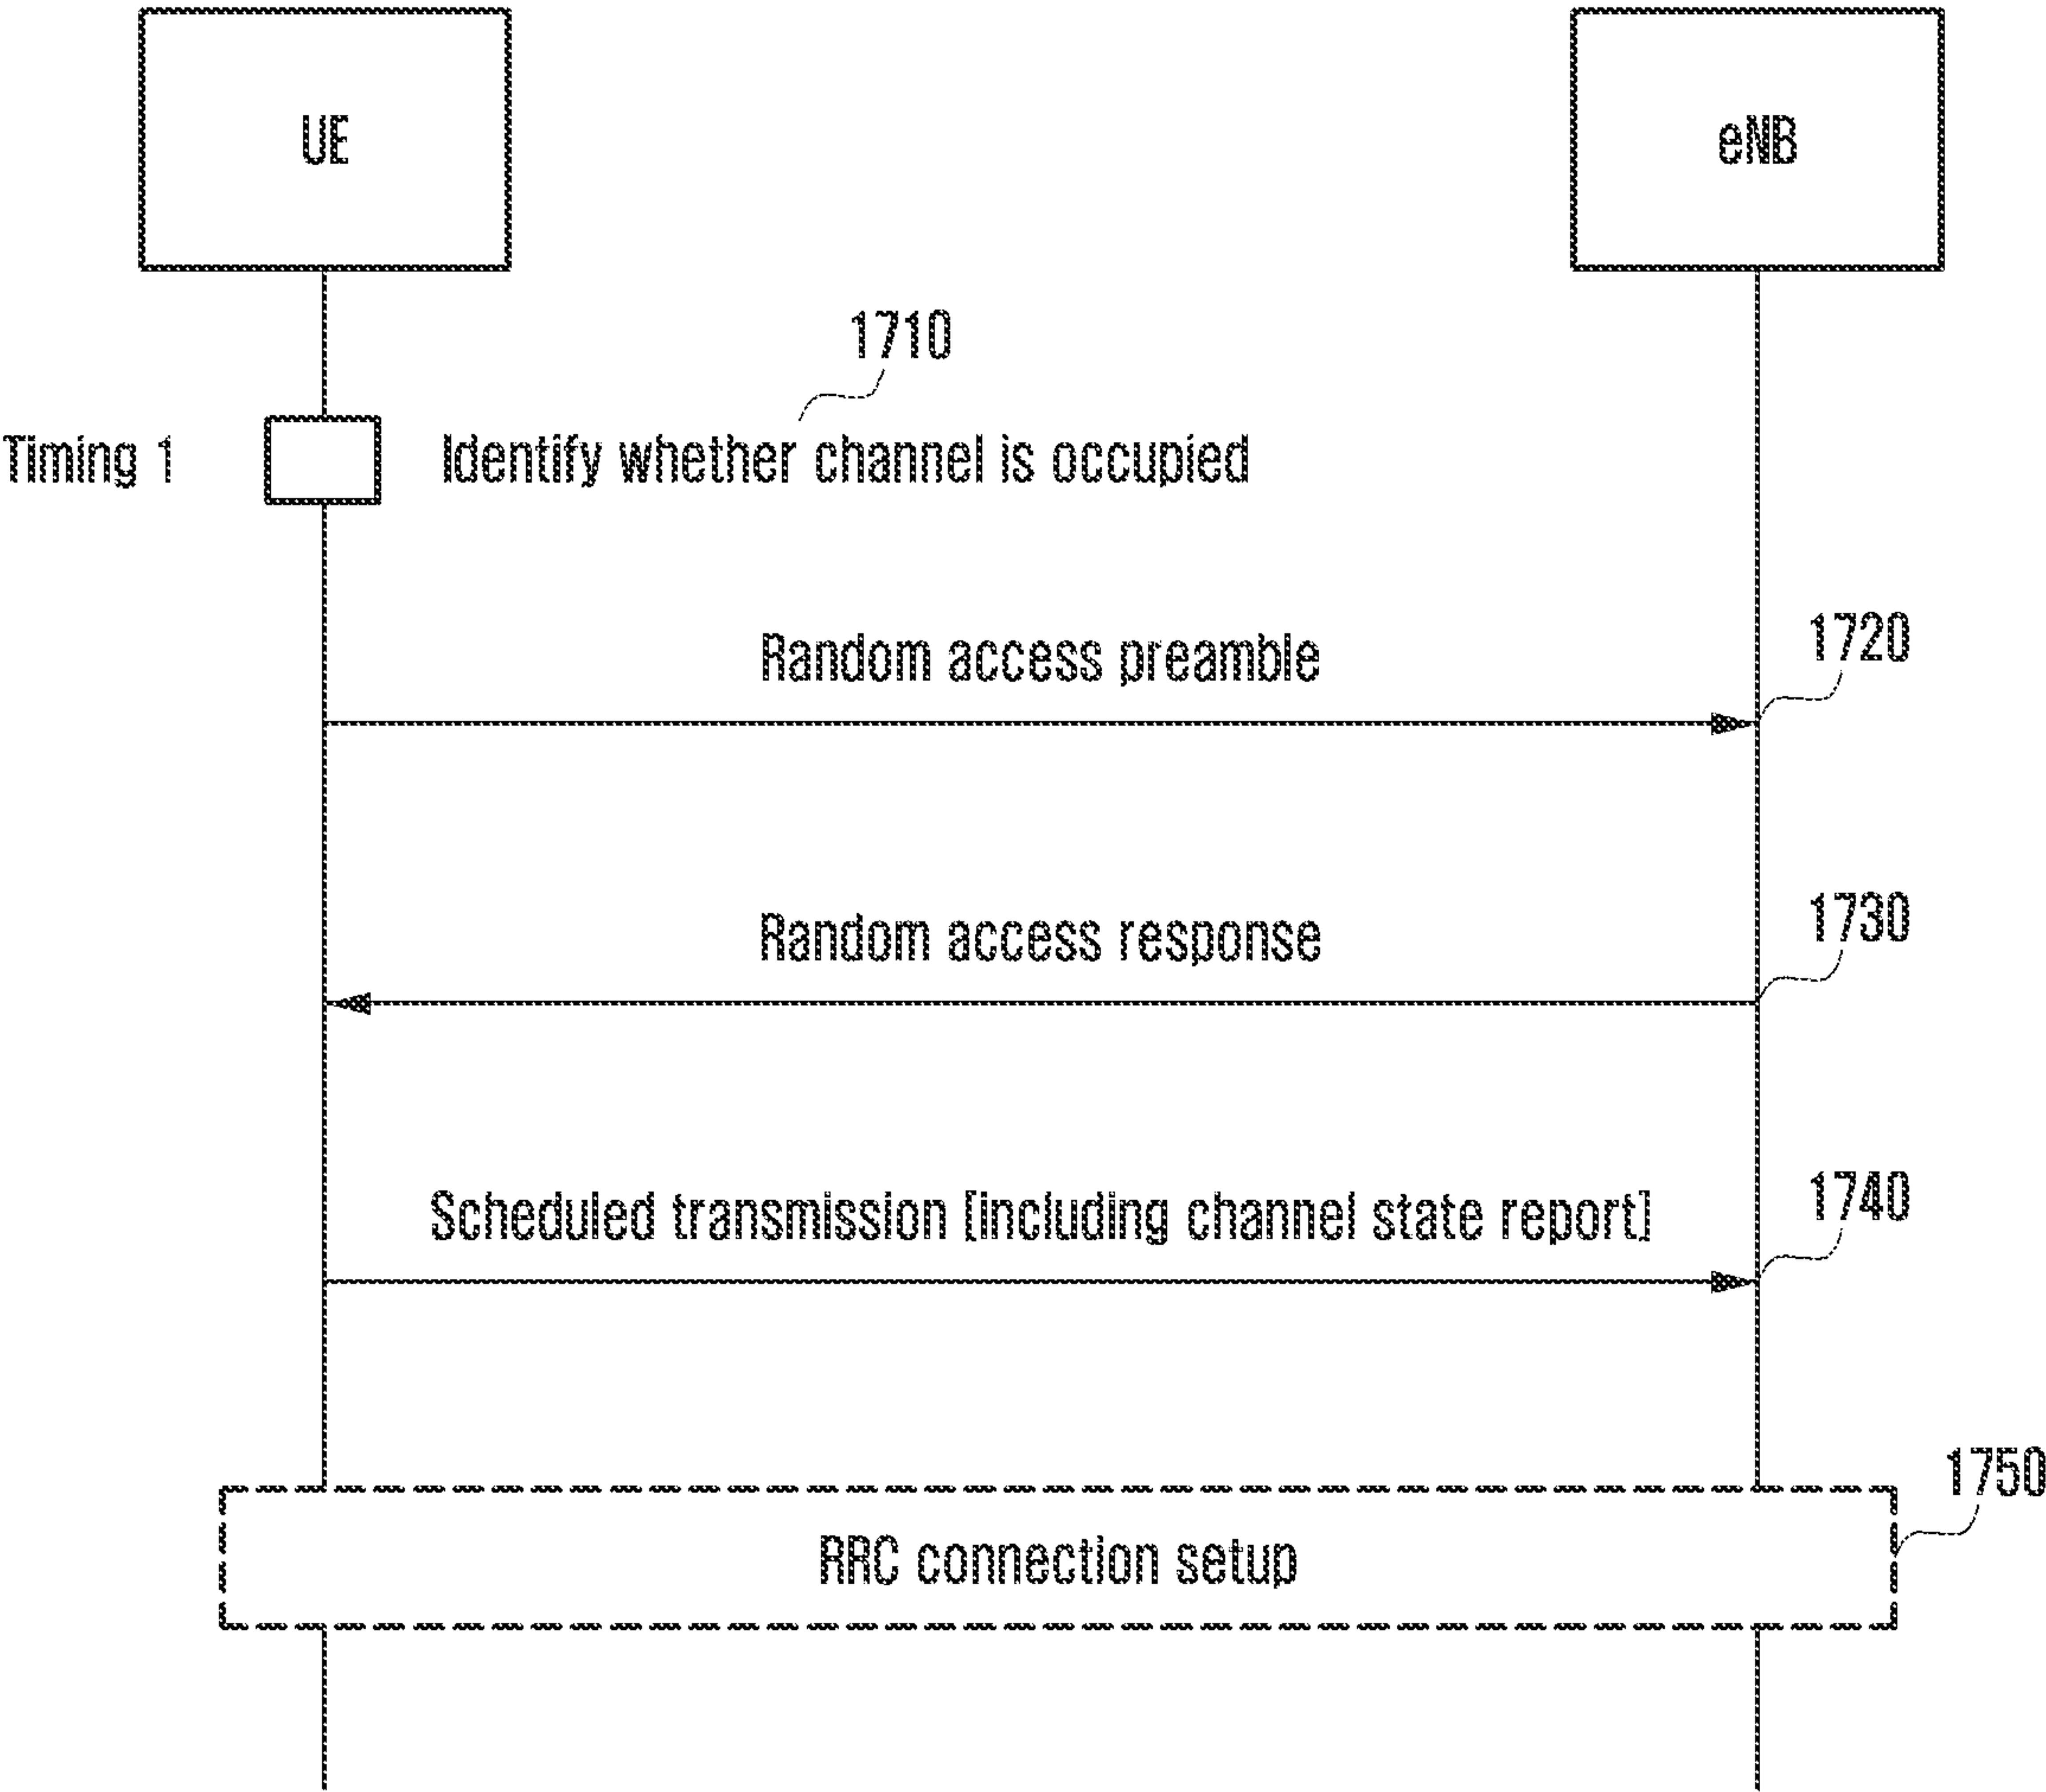 UE
eNB
1710
Timing 1
Identify whether channel is occupied
Random access preamble
1720
Random access response
1730
Scheduled transmission [including channel state report]
1740
1750
RRC connection setup